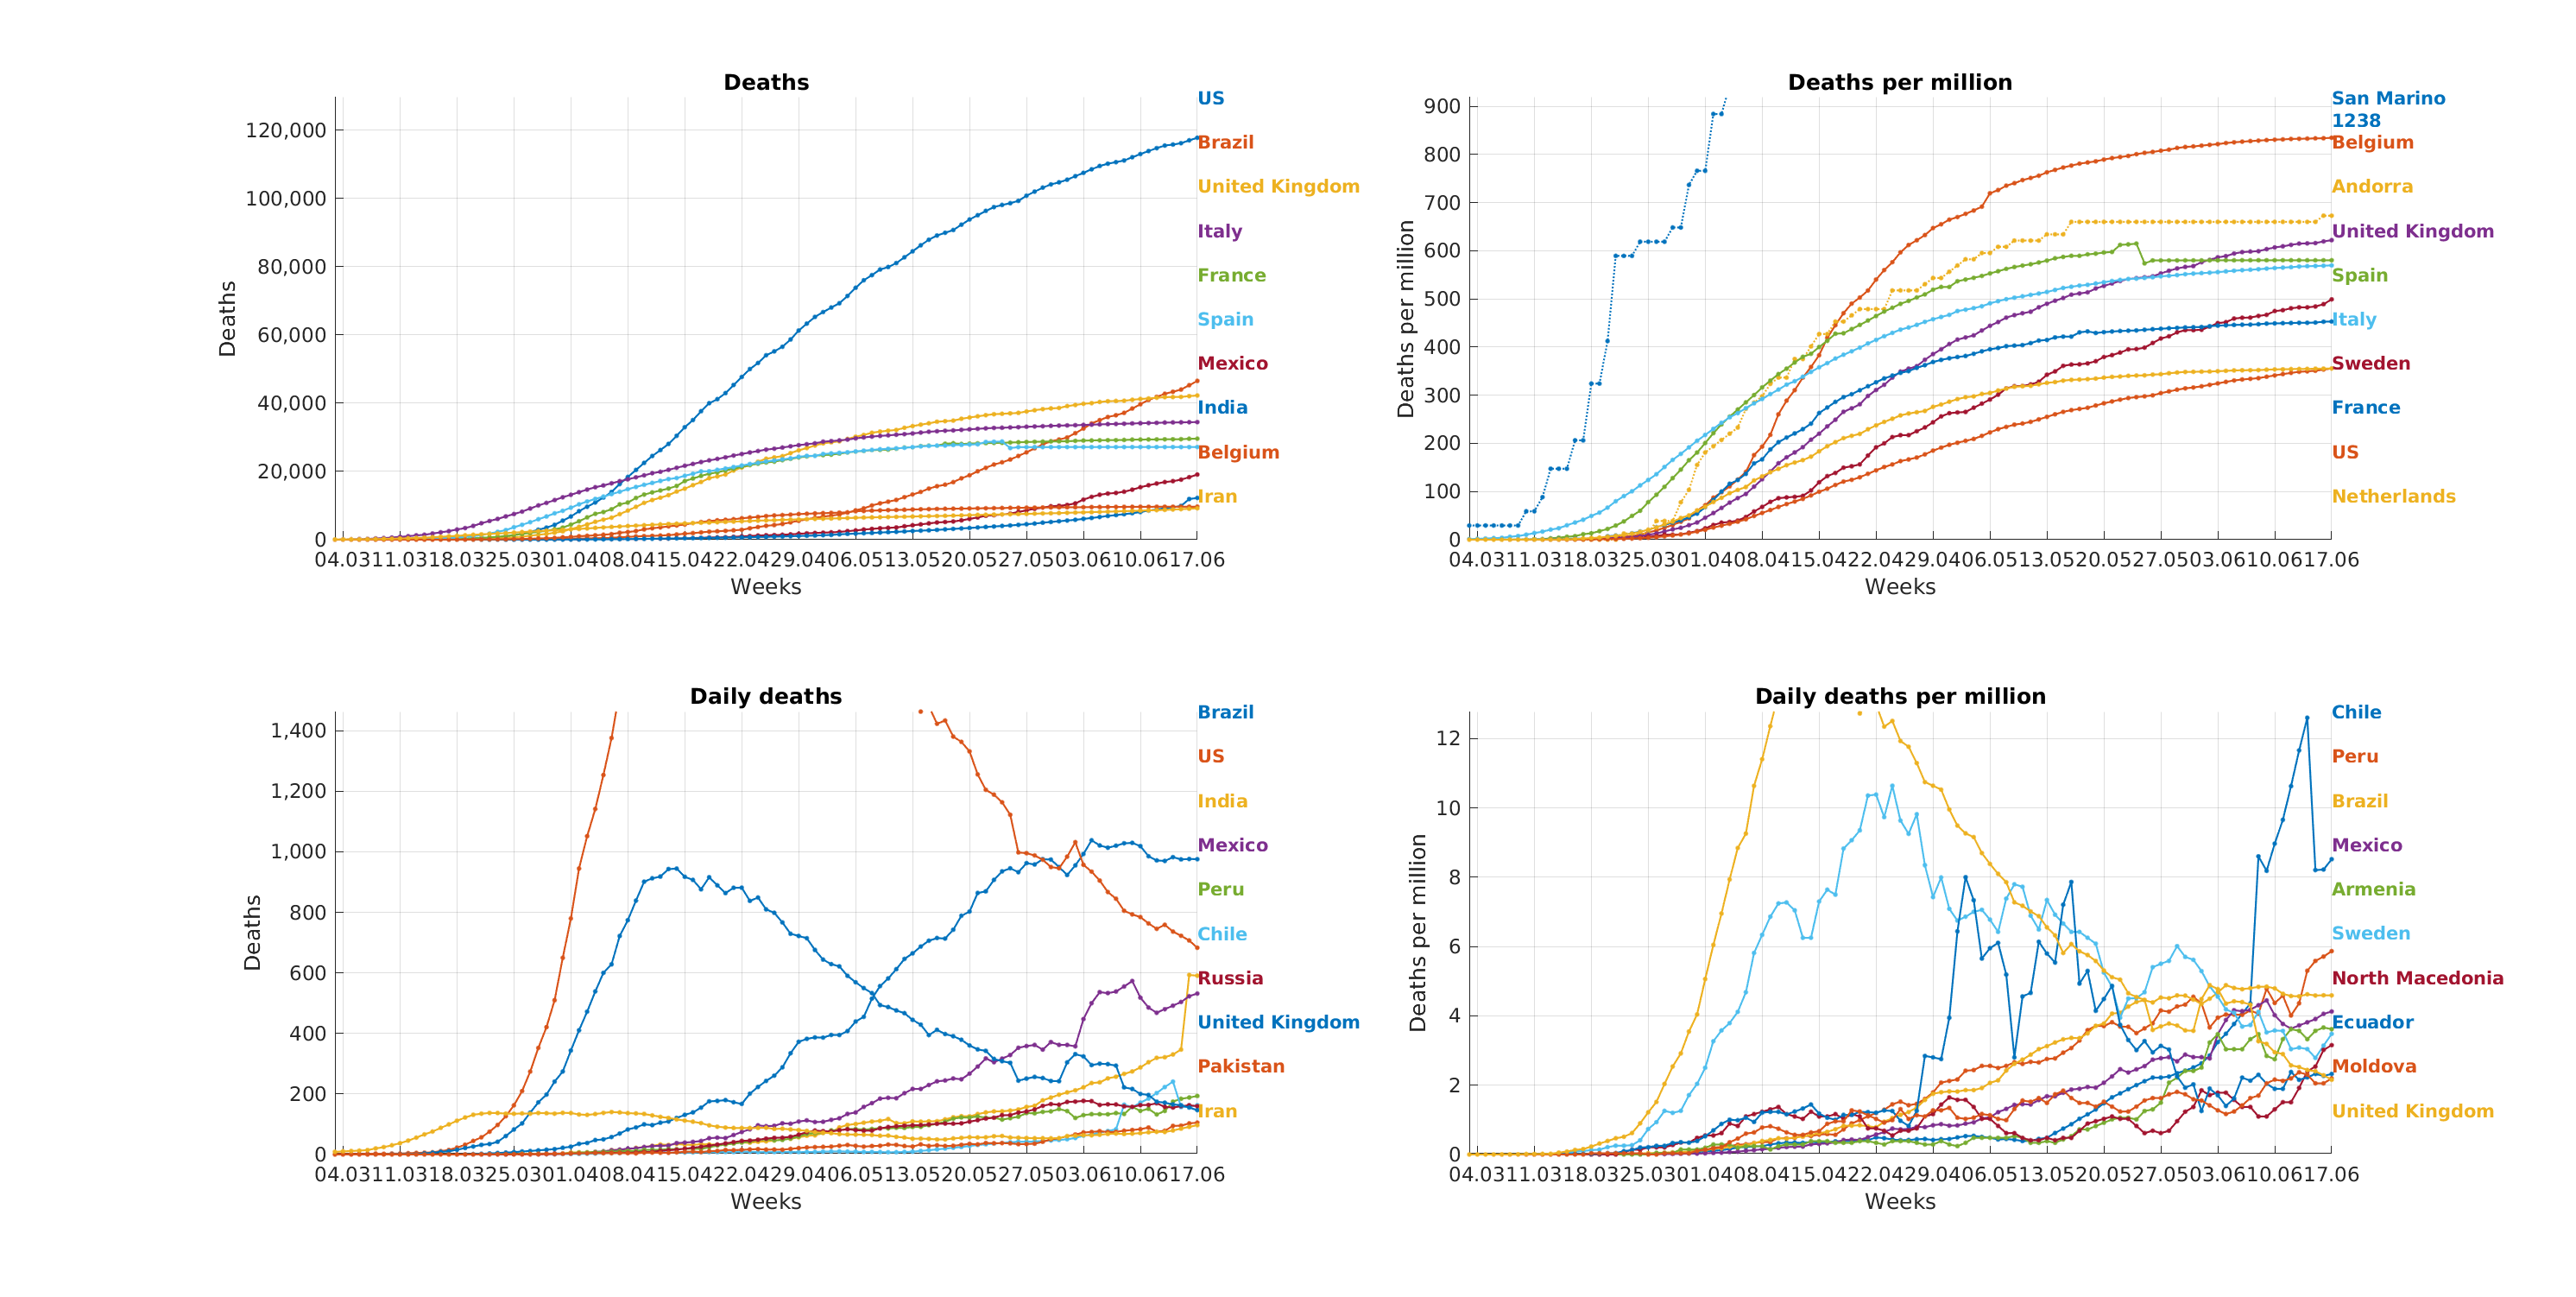 Deaths
120,000
100,000
80,000
60,000
40,000
20,000
0
Deaths
04.03 11.03 18.03 25.03 01.04 08.04 15.04 22.04 29.04 06.05 13.05 20.05 27.05 03.06 10.06 17.06
Weeks
US
Brazil
United Kingdom
Italy
France
Spain
Mexico
India
Belgium
Iran
Deaths per million
900
800
700
600
500
400
300
200
100
0
Deaths per million
04.03 11.03 18.03 25.03 01.04 08.04 15.04 22.04 29.04 06.05 13.05 20.05 27.05 03.06 10.06 17.06
Weeks
San Marino
1238
Belgium
Andorra
United Kingdom
Spain
Italy
Sweden
France
US
Netherlands
Daily deaths
1,400
1,200
1,000
800
600
400
200
0
Deaths
04.03 11.03 18.03 25.03 01.04 08.04 15.04 22.04 29.04 06.05 13.05 20.05 27.05 03.06 10.06 17.06
Weeks
Brazil
US
India
Mexico
Peru
Chile
Russia
United Kingdom
Pakistan
Iran
Daily deaths per million
12
10
8
6
4
2
0
Deaths per million
04.03 11.03 18.03 25.03 01.04 08.04 15.04 22.04 29.04 06.05 13.05 20.05 27.05 03.06 10.06 17.06
Weeks
Chile
Peru
Brazil
Mexico
Armenia
Sweden
North Macedonia
Ecuador
Moldova
United Kingdom